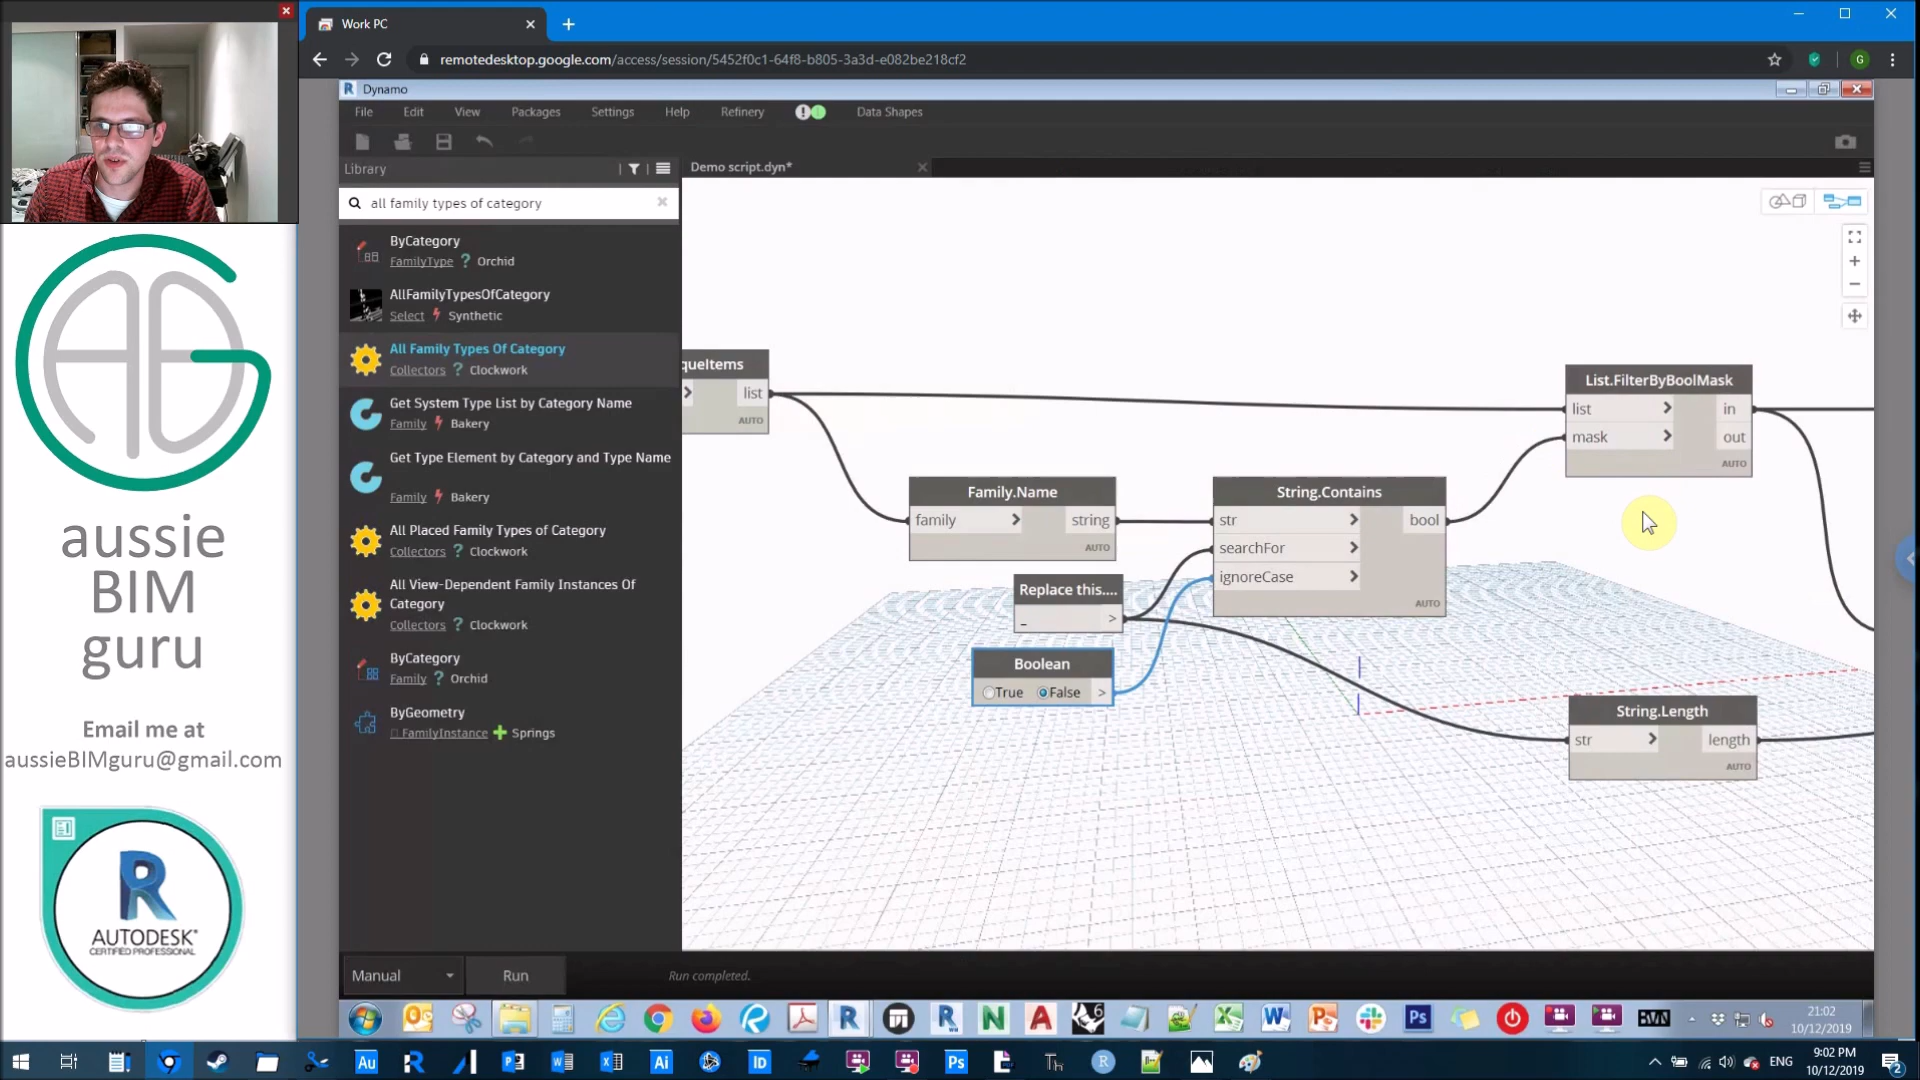 Work PC
remotedesktop.google.com/access/session/5452f0c1-64f8-b805-3a3d-e082be218cf2
G
R Dynamo
File Edit View Packages Settings Help Refinery Data Shapes
Library
Demo script.dyn*
all family types of category
ByCategory
FamilyType ? Orchid
AllFamilyTypesOfCategory
Select Synthetic
All Family Types Of Category
Collectors ? Clockwork
Get System Type List by Category Name
Family Bakery
Get Type Element by Category and Type Name
Family Bakery
All Placed Family Types of Category
Collectors ? Clockwork
All View-Dependent Family Instances Of
Category
Collectors ? Clockwork
ByCategory
Family ? Orchid
ByGeometry
FamilyInstance + Springs
queItems
> list
AUTO
Family.Name
family > string
AUTO
Replace this....
_ >
Boolean
True False >
String.Contains
str > bool
searchFor >
ignoreCase >
AUTO
List.FilterByBoolMask
list > in
mask > out
AUTO
String.Length
str > length
AUTO
Manual Run Run completed.
21:02
10/12/2019
BVN
ENG
9:02 PM
10/12/2019
2
aussie
BIM
guru
Email me at
aussieBIMguru@gmail.com
R
AUTODESK
CERTIFIED PROFESSIONAL